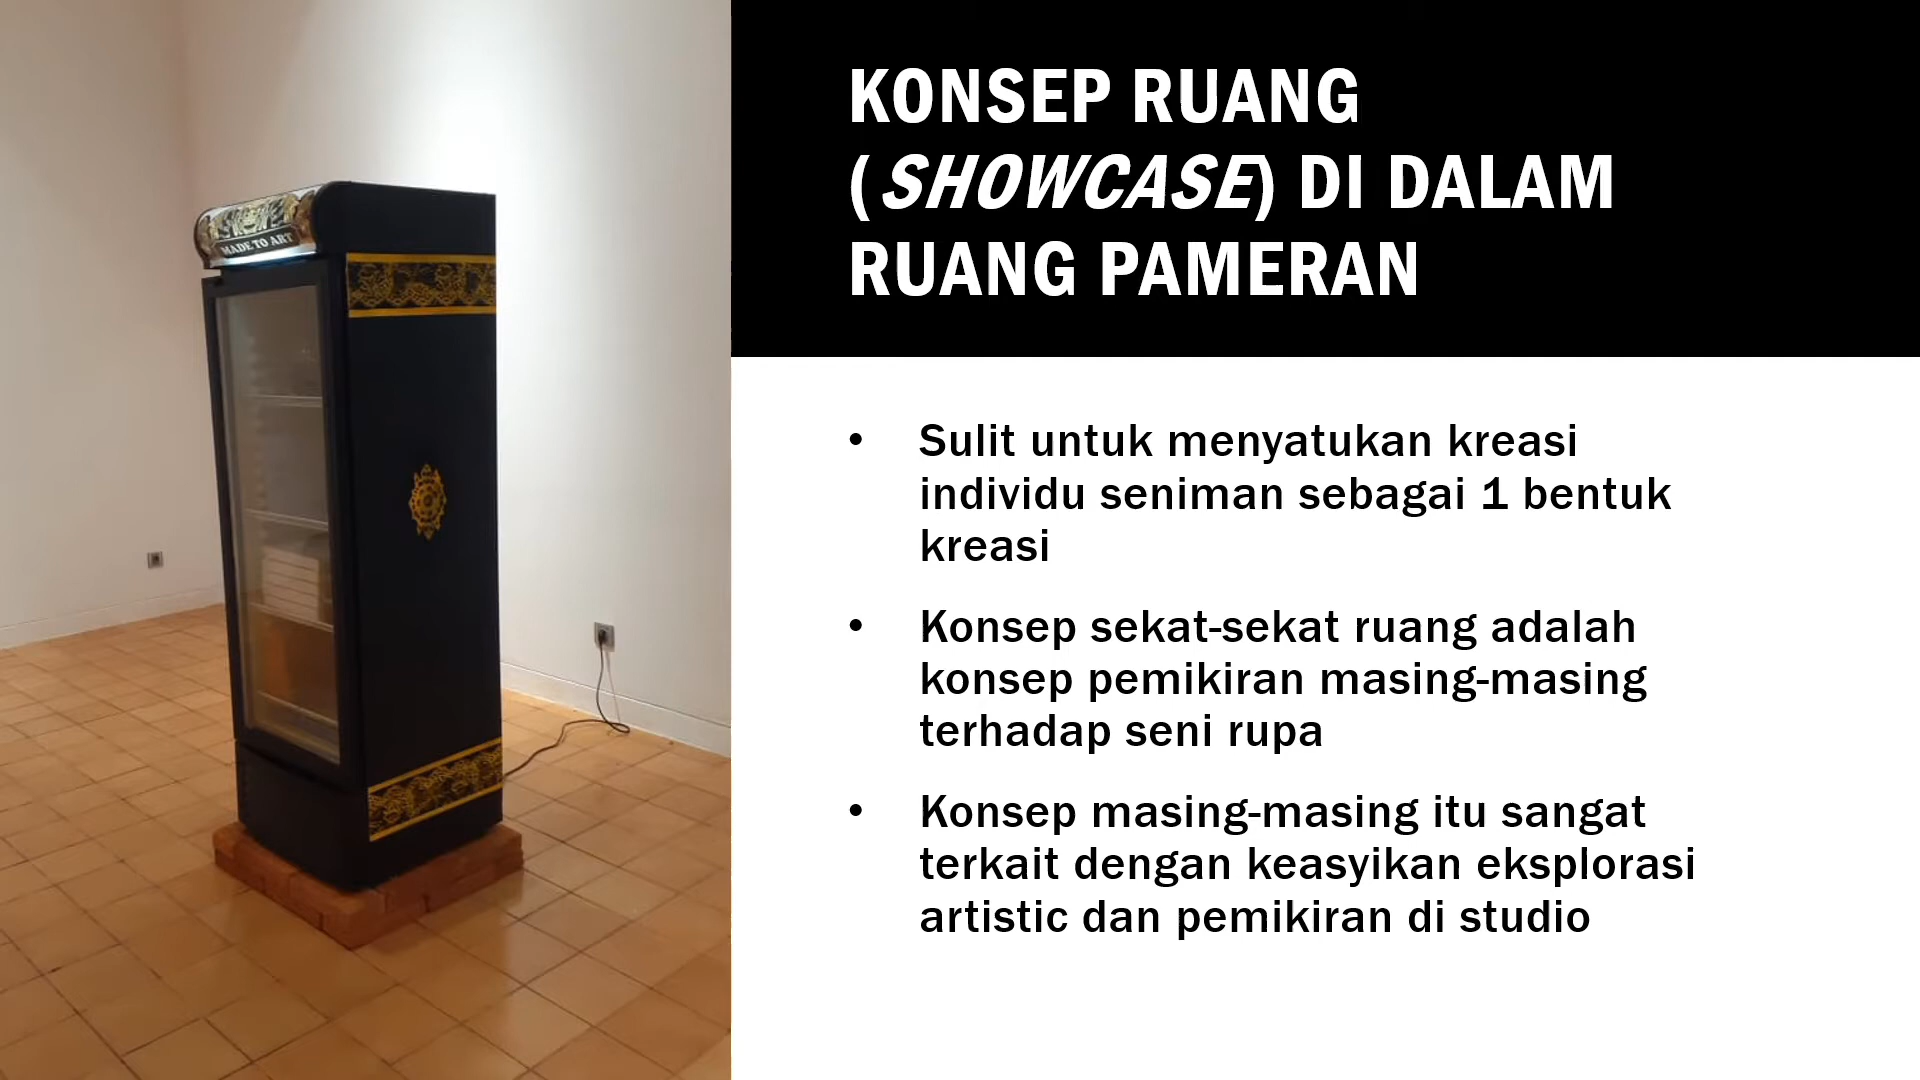 MADE TO ART
KONSEP RUANG
(SHOWCASE) DI DALAM
RUANG PAMERAN
• Sulit untuk menyatukan kreasi
individu seniman sebagai 1 bentuk
kreasi
• Konsep sekat-sekat ruang adalah
konsep pemikiran masing-masing
terhadap seni rupa
• Konsep masing-masing itu sangat
terkait dengan keasyikan eksplorasi
artistic dan pemikiran di studio